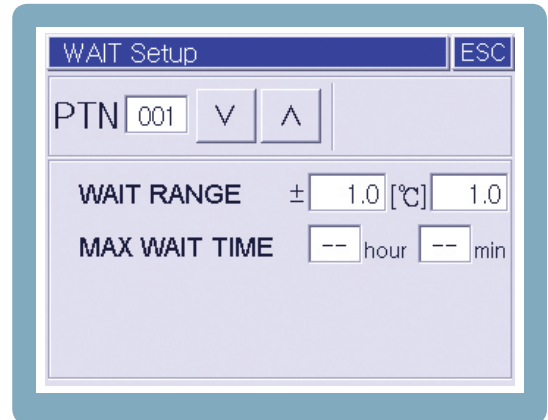 WAIT Setup ESC
PTN 001 ∨ ∧
WAIT RANGE ± 1.0 [℃] 1.0
MAX WAIT TIME -- hour -- min